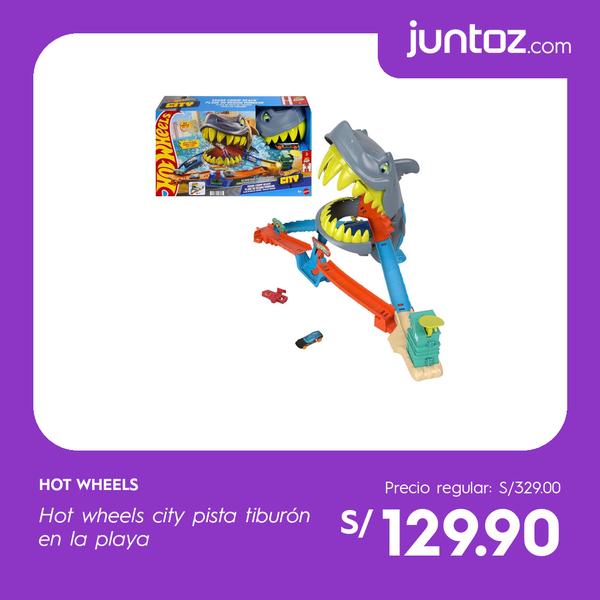 juntoz.com
HOT WHEELS
CITY
CITY
HOT WHEELS
Precio regular: S/329.00
Hot wheels city pista tiburón
en la playa
S/129.90